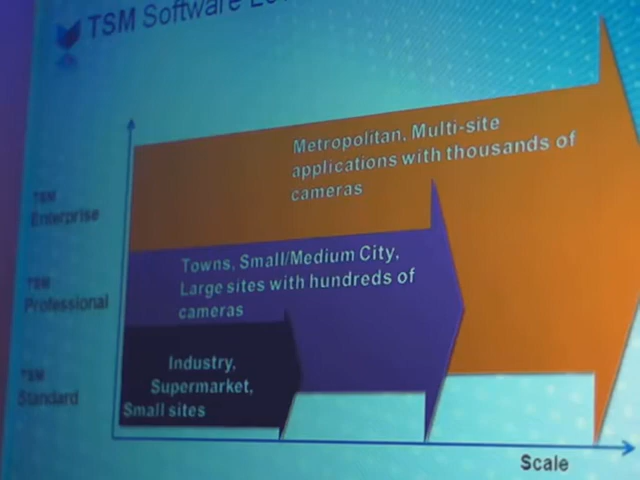 TSM Software
Metropolitan, Multi-site
applications with thousands of
cameras
TSM
Enterprise
Towns, Small/Medium City,
Large sites with hundreds of
cameras
TSM
Professional
Industry,
Supermarket,
Small sites
TSM
Standard
Scale